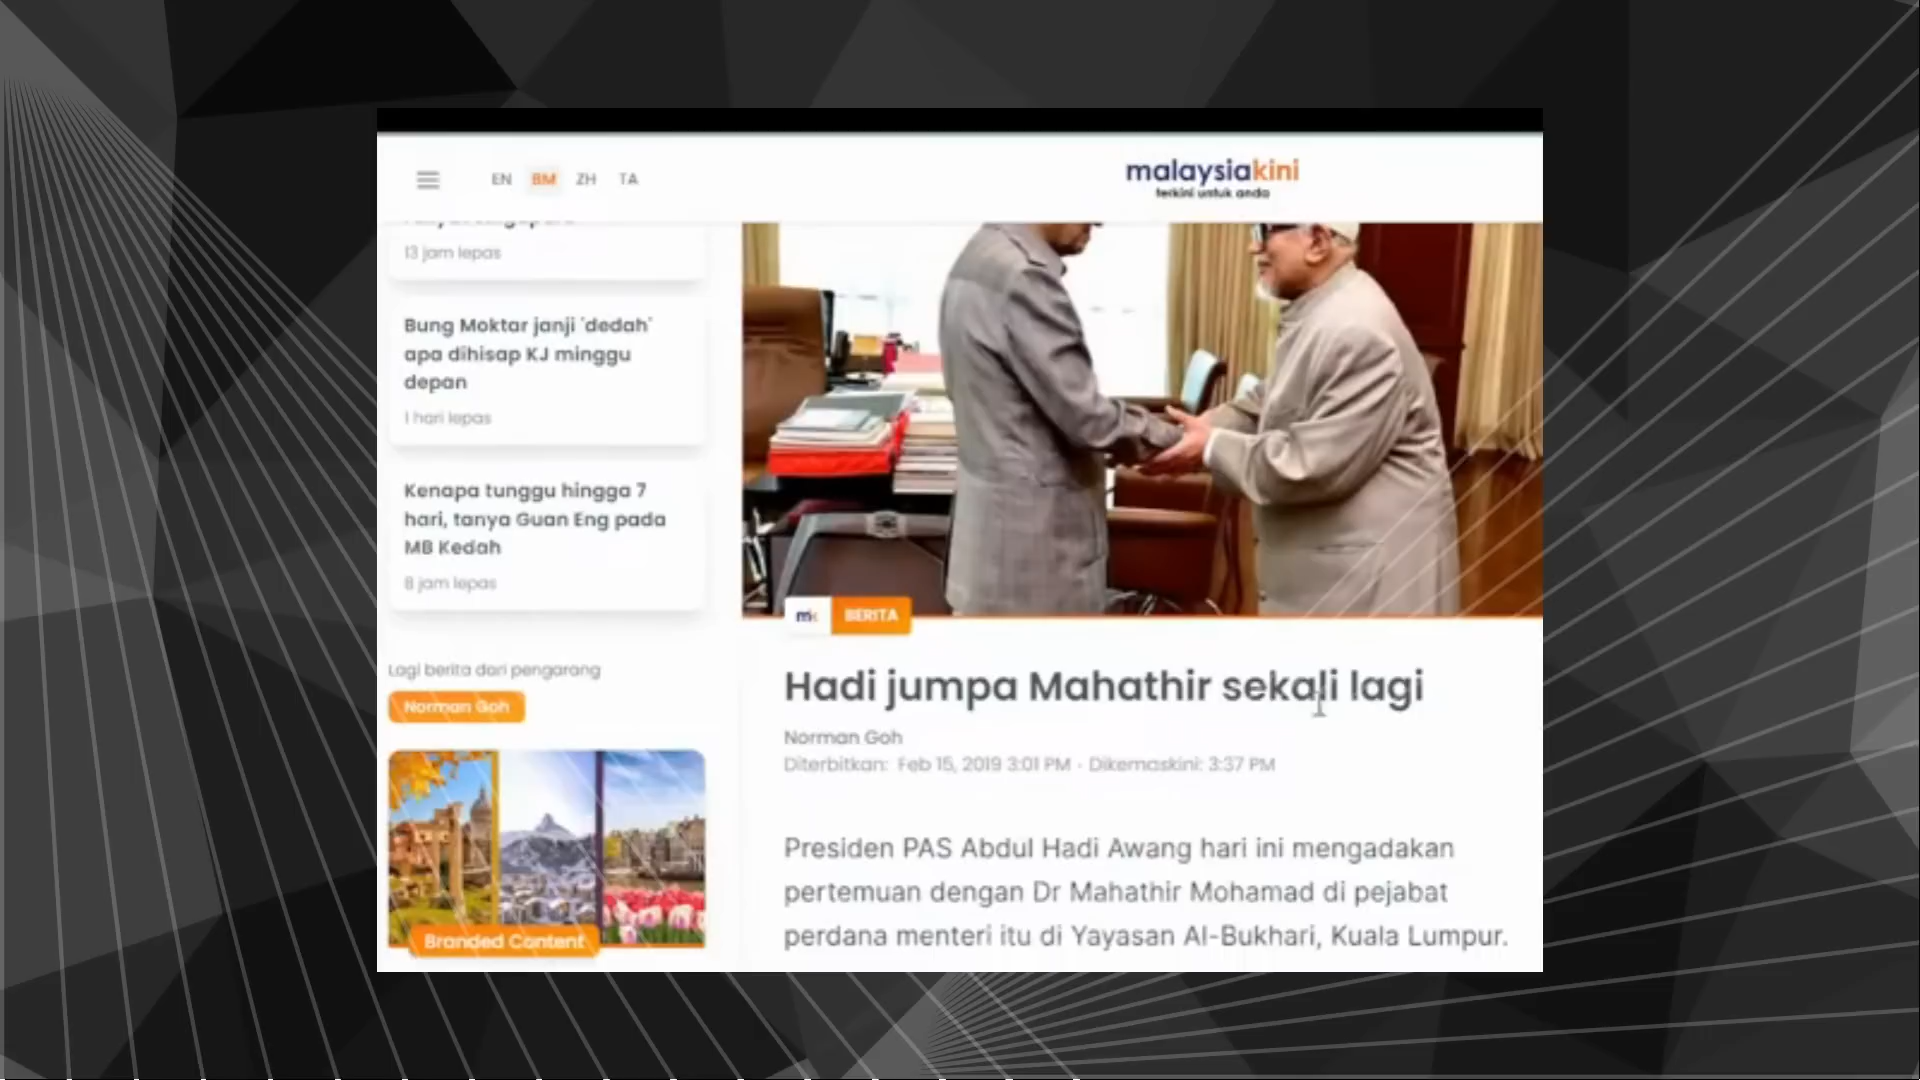 EN BM ZH TA
malaysiakini
terkini untuk anda
13 jam lepas
Bung Moktar janji 'dedah'
apa dihisap KJ minggu
depan
1 hari lepas
Kenapa tunggu hingga 7
hari, tanya Guan Eng pada
MB Kedah
8 jam lepas
Lagi berita dari pengarang
Norman Goh
Branded Content
mk BERITA
Hadi jumpa Mahathir sekali lagi
Norman Goh
Diterbitkan: Feb 15, 2019 3:01 PM · Dikemaskini: 3:37 PM
Presiden PAS Abdul Hadi Awang hari ini mengadakan
pertemuan dengan Dr Mahathir Mohamad di pejabat
perdana menteri itu di Yayasan Al-Bukhari, Kuala Lumpur.